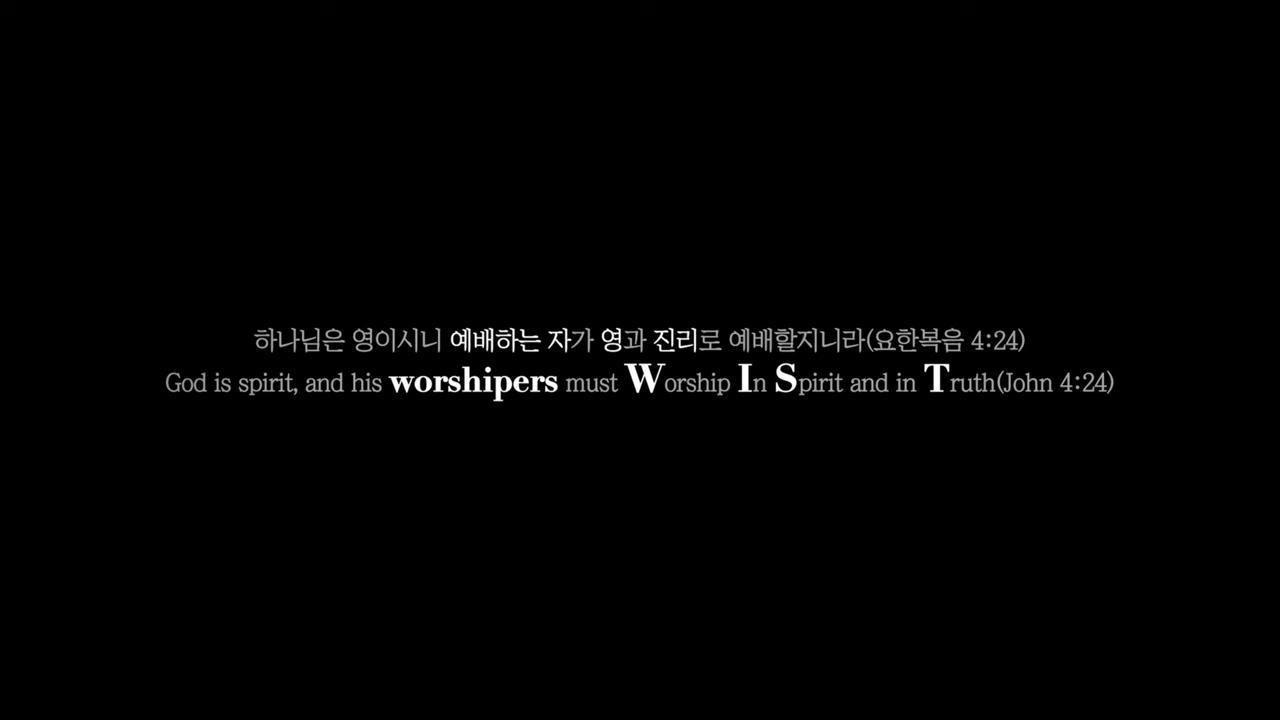 하나님은 영이시니 예배하는 자가 영과 진리로 예배할지니라(요한복음 4:24)
God is spirit, and his worshipers must Worship In Spirit and in Truth(John 4:24)